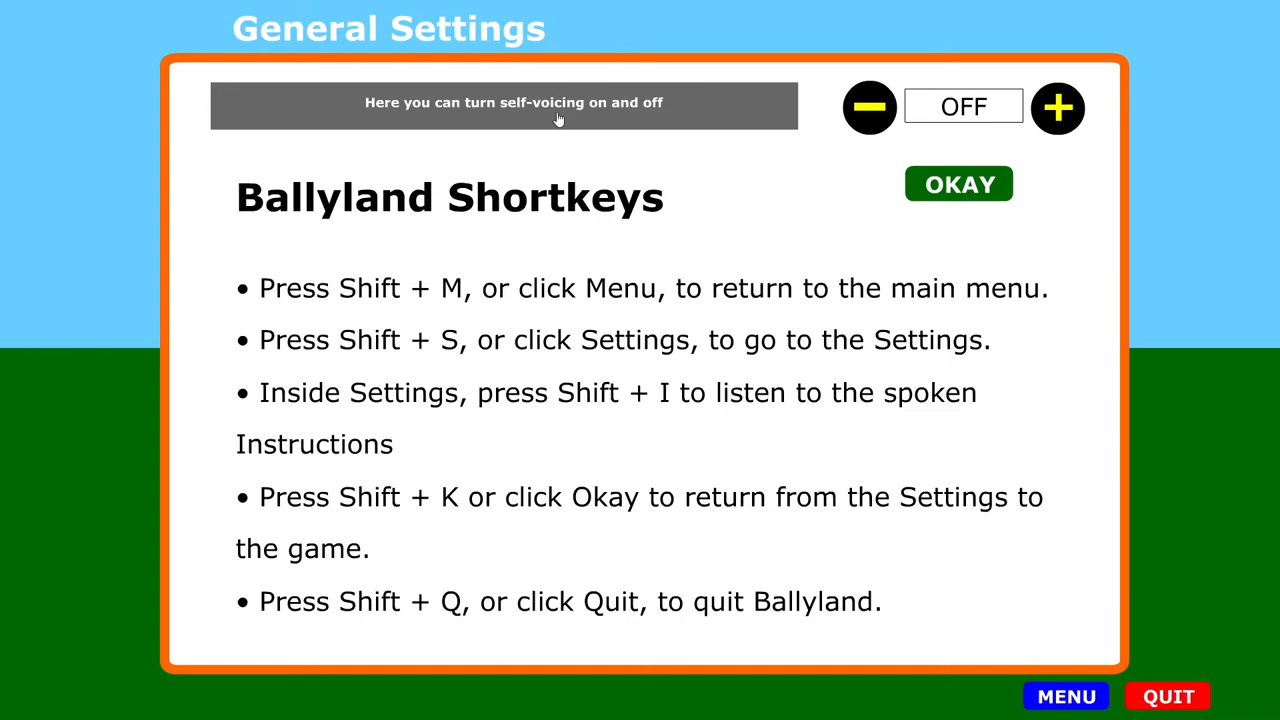 General Settings
Here you can turn self-voicing on and off
− OFF +
OKAY
Ballyland Shortkeys
• Press Shift + M, or click Menu, to return to the main menu.
• Press Shift + S, or click Settings, to go to the Settings.
• Inside Settings, press Shift + I to listen to the spoken
Instructions
• Press Shift + K or click Okay to return from the Settings to
the game.
• Press Shift + Q, or click Quit, to quit Ballyland.
MENU QUIT